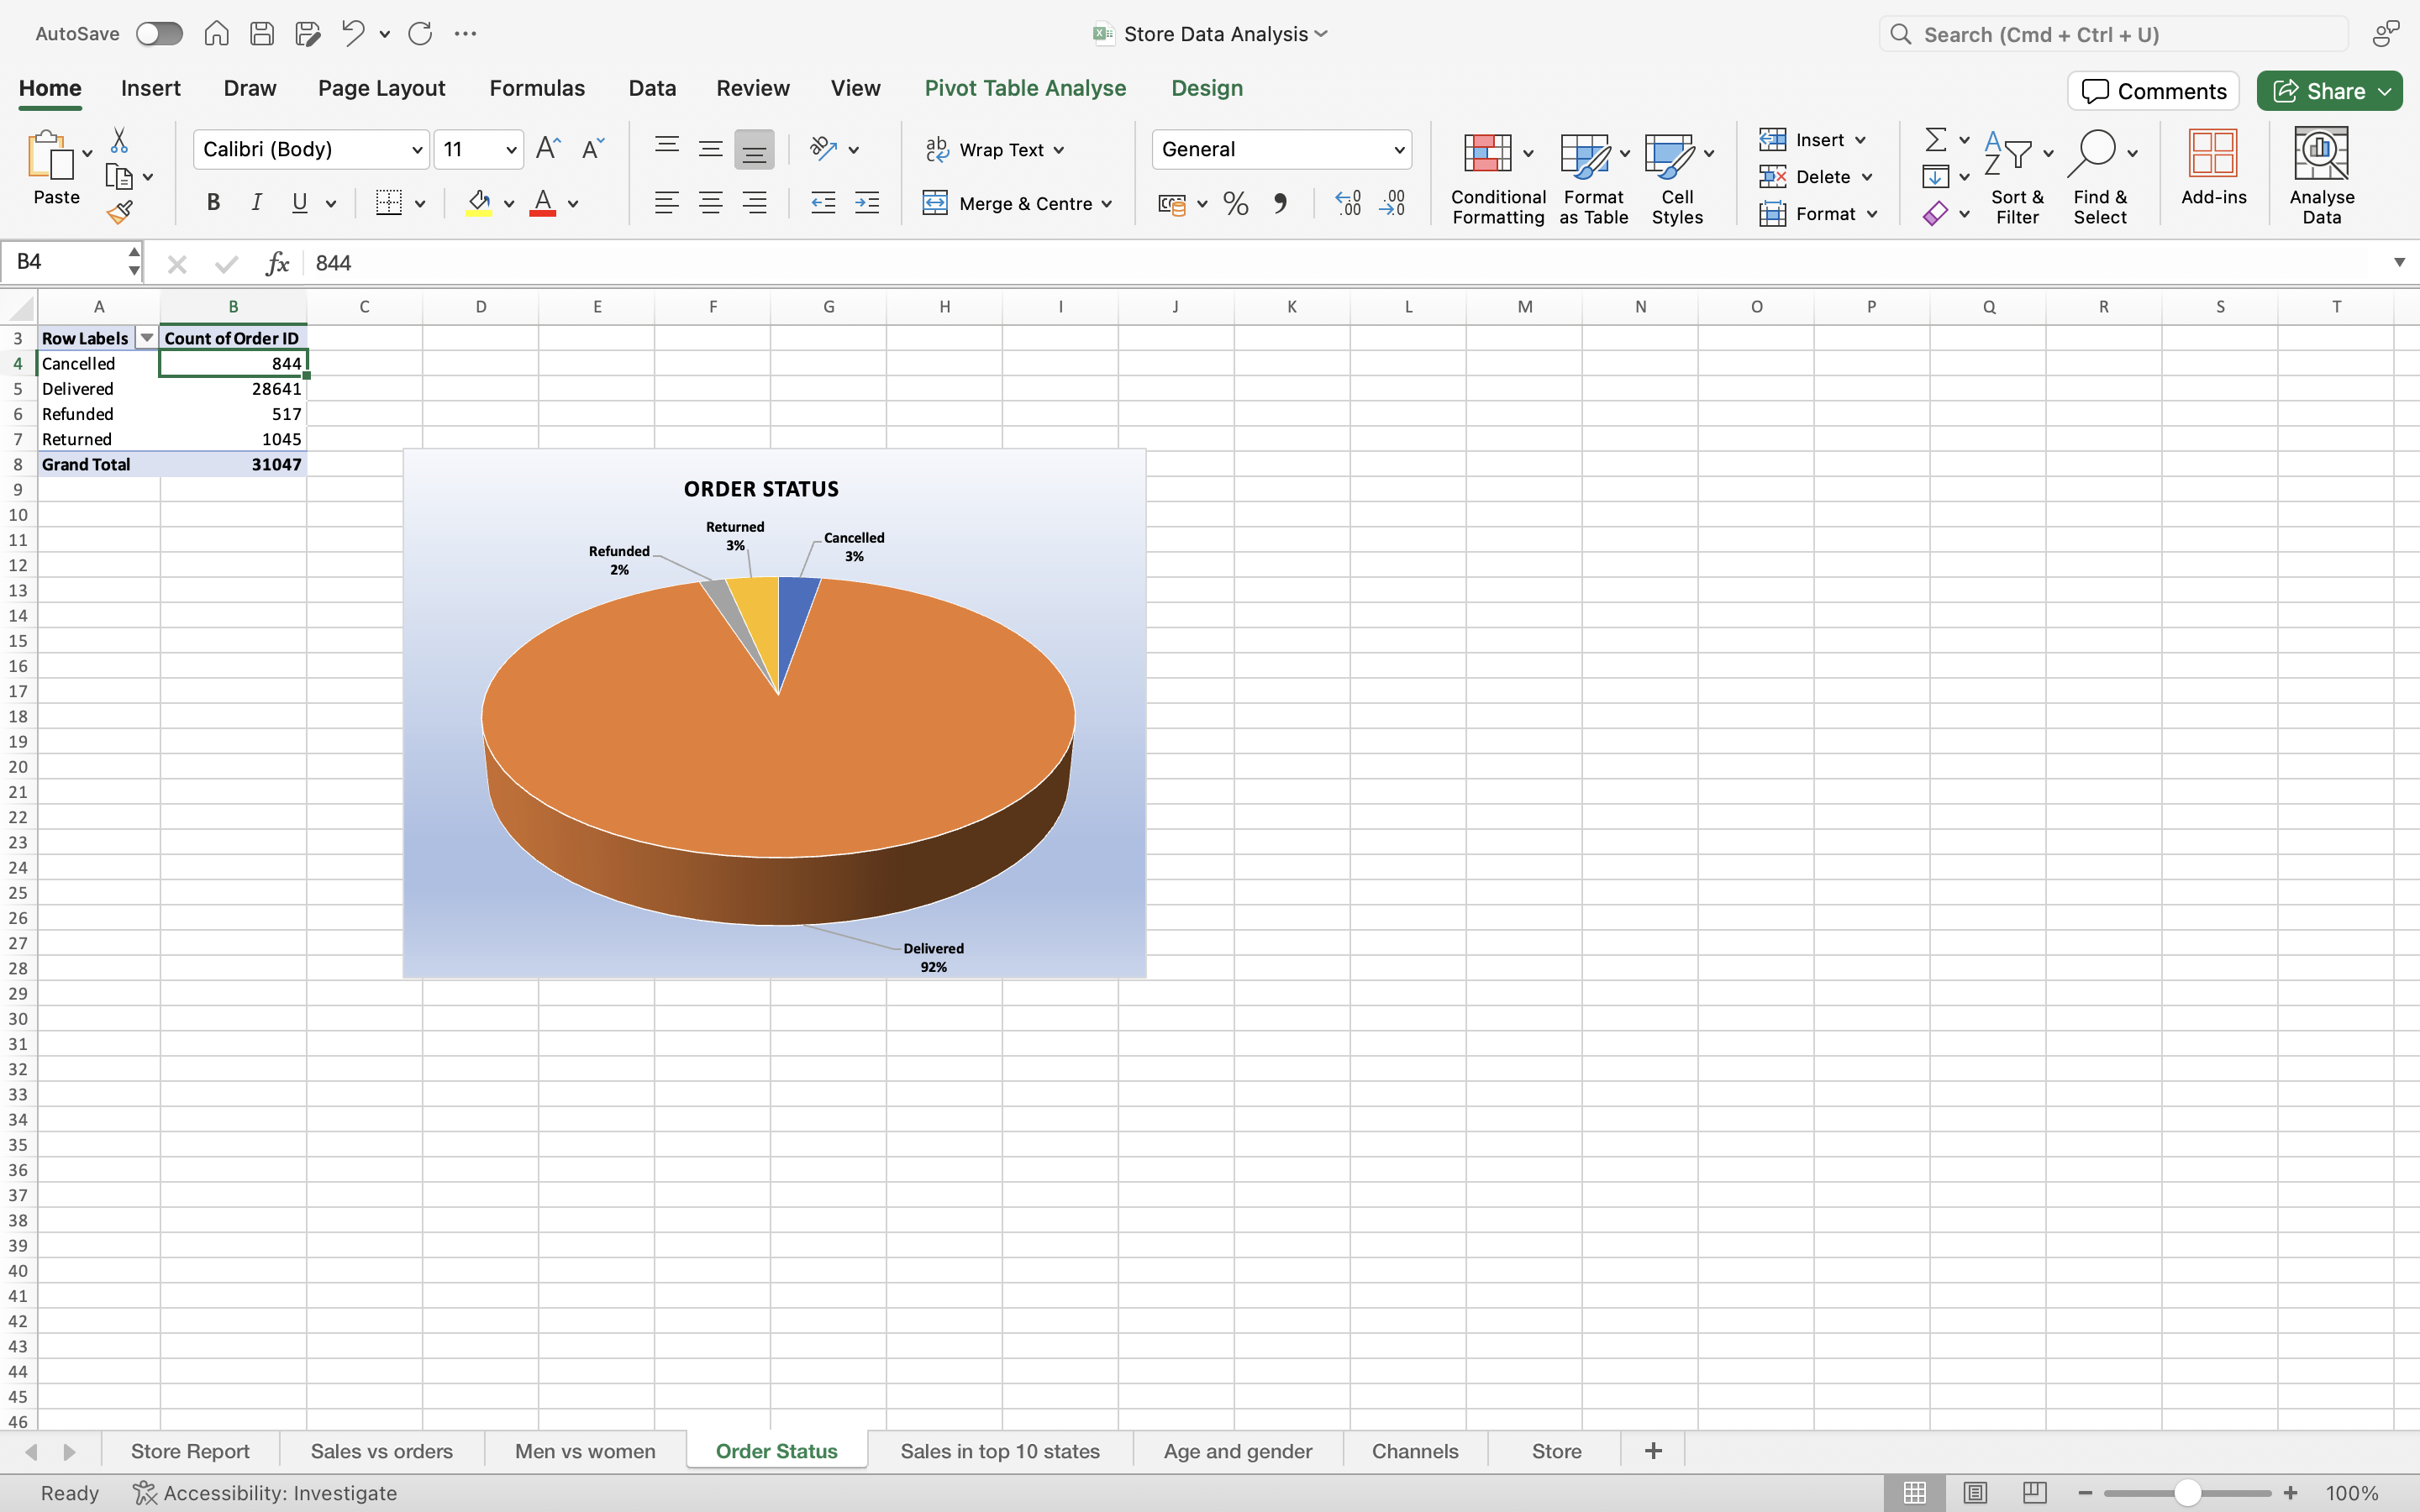 AutoSave
Store Data Analysis
Search (Cmd + Ctrl + U)
Home Insert Draw Page Layout Formulas Data Review View Pivot Table Analyse Design
Comments
Share
Paste
Calibri (Body)
11
B I U
Wrap Text
Merge & Centre
General
Conditional Formatting
Format as Table
Cell Styles
Insert
Delete
Format
Sort & Filter
Find & Select
Add-ins
Analyse Data
B4
fx
844
A B C D E F G H I J K L M N O P Q R S T
3 Row Labels Count of Order ID
4 Cancelled 844
5 Delivered 28641
6 Refunded 517
7 Returned 1045
8 Grand Total 31047
9
10
11
12
13
14
15
16
17
18
19
20
21
22
23
24
25
26
27
28
29
30
31
32
33
34
35
36
37
38
39
40
41
42
43
44
45
46
ORDER STATUS
Returned
3%
Cancelled
3%
Refunded
2%
Delivered
92%
Store Report Sales vs orders Men vs women Order Status Sales in top 10 states Age and gender Channels Store
Ready
Accessibility: Investigate
100%